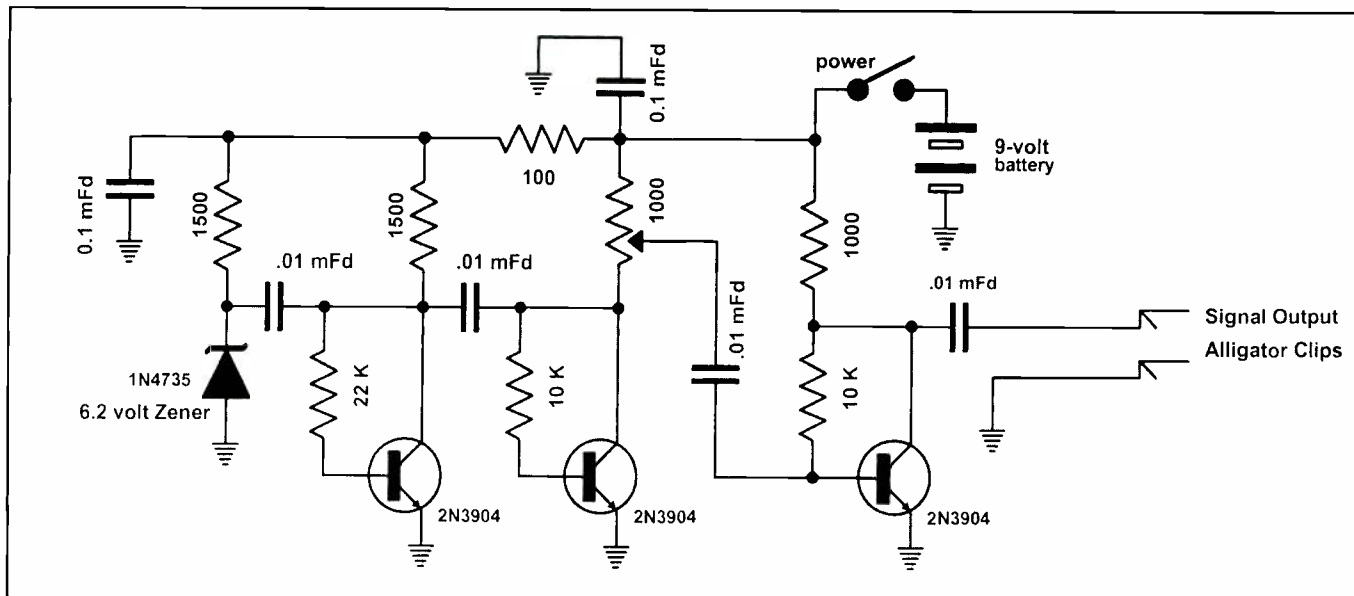 power
0.1 mFd
9-volt
battery
100
0.1 mFd
1500
1500
1000
1000
.01 mFd
.01 mFd
.01 mFd
.01 mFd
Signal Output
Alligator Clips
1N4735
6.2 volt Zener
22 K
10 K
10 K
2N3904
2N3904
2N3904